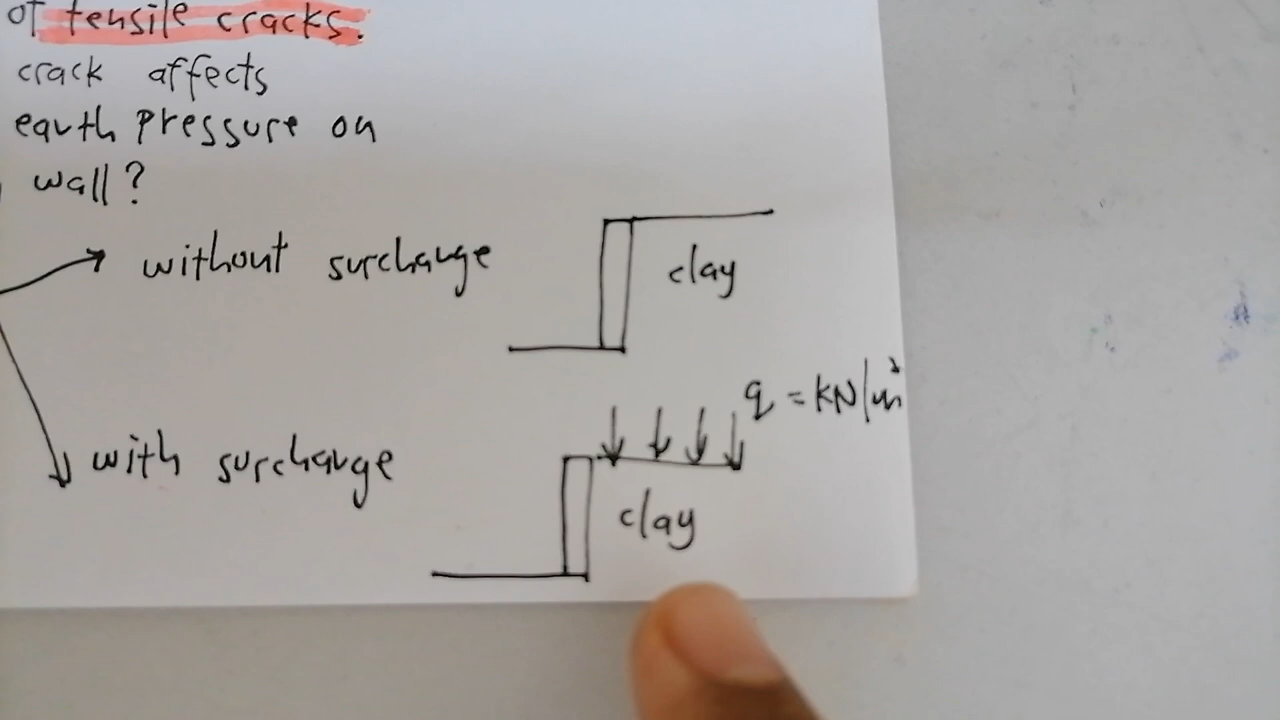 of tensile cracks.
crack affects
earth pressure on
wall?
without surcharge
clay
q = kN/m²
with surcharge
clay